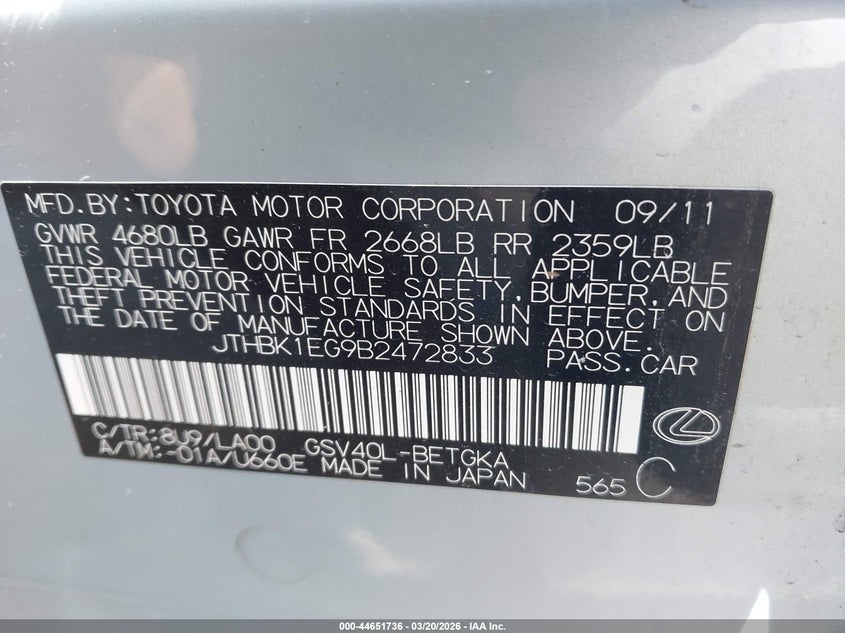 MFD.BY:TOYOTA MOTOR CORPORATION 09/11
GVWR 4680LB GAWR FR 2668LB RR 2359LB
THIS VEHICLE CONFORMS TO ALL APPLICABLE
FEDERAL MOTOR VEHICLE SAFETY,BUMPER,AND
THEFT PREVENTION STANDARDS IN EFFECT ON
THE DATE OF MANUFACTURE SHOWN ABOVE.
JTHBK1EG9B2472833 PASS.CAR
C/TR:8U9/LA00 GSV40L-BETGKA
A/TM:-01A/U660E MADE IN JAPAN 565 C
000-44651736 — 03/20/2026 — IAA Inc.